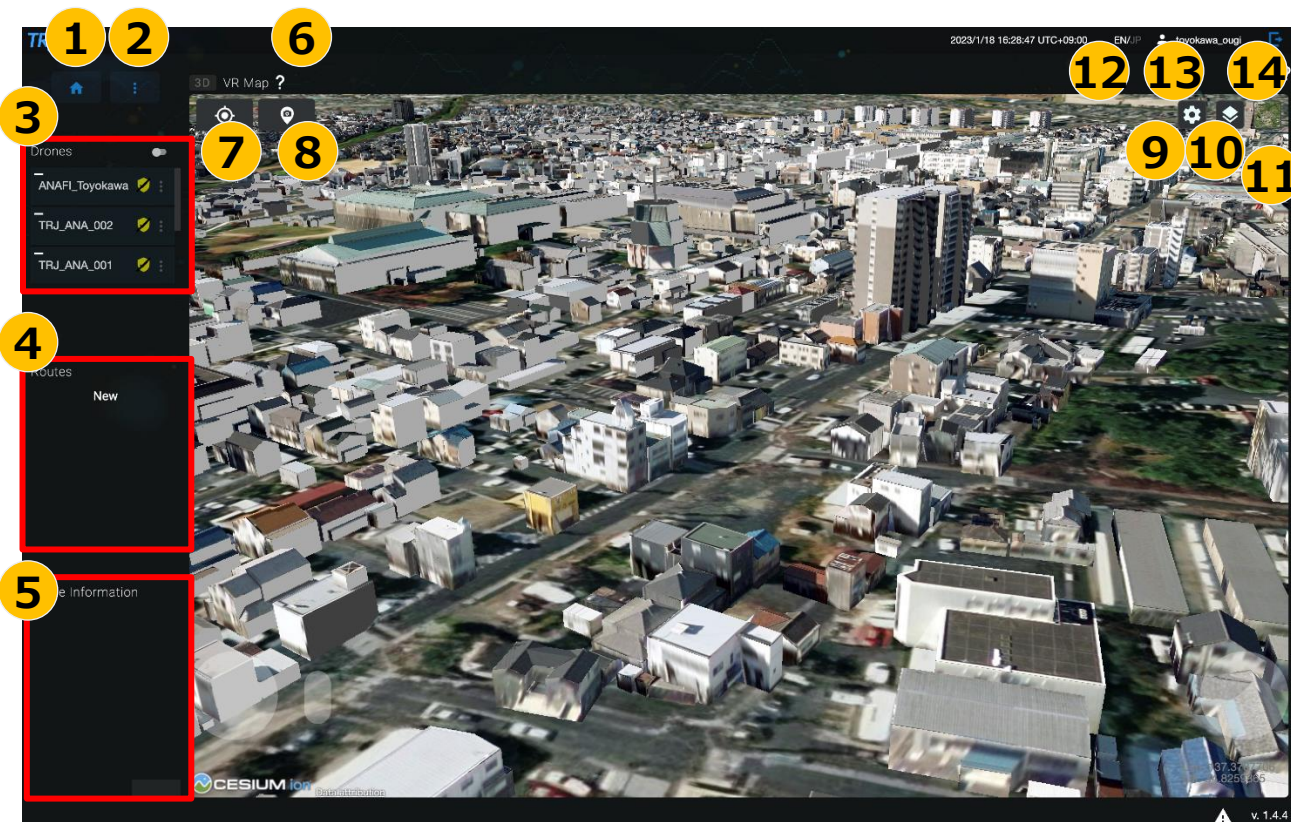 1
2
6
2023/1/18 16:28:47 UTC+09:00
EN/JP
toyokawa_ougi
12
13
14
3D VR Map ?
3
7
8
9
10
11
Drones
ANAFI_Toyokawa
TRJ_ANA_002
TRJ_ANA_001
4
Routes
New
5
Information
CESIUM ion
Data attribution
v. 1.4.4